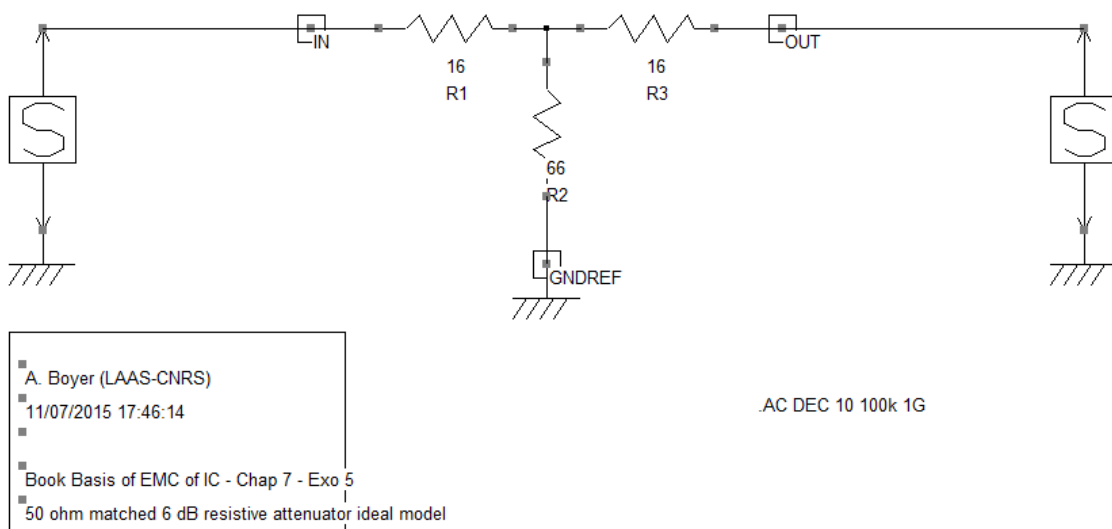 IN
OUT
16
R1
16
R3
S
S
66
R2
GNDREF
A. Boyer (LAAS-CNRS)
11/07/2015 17:46:14
.AC DEC 10 100k 1G
Book Basis of EMC of IC - Chap 7 - Exo 5
50 ohm matched 6 dB resistive attenuator ideal model